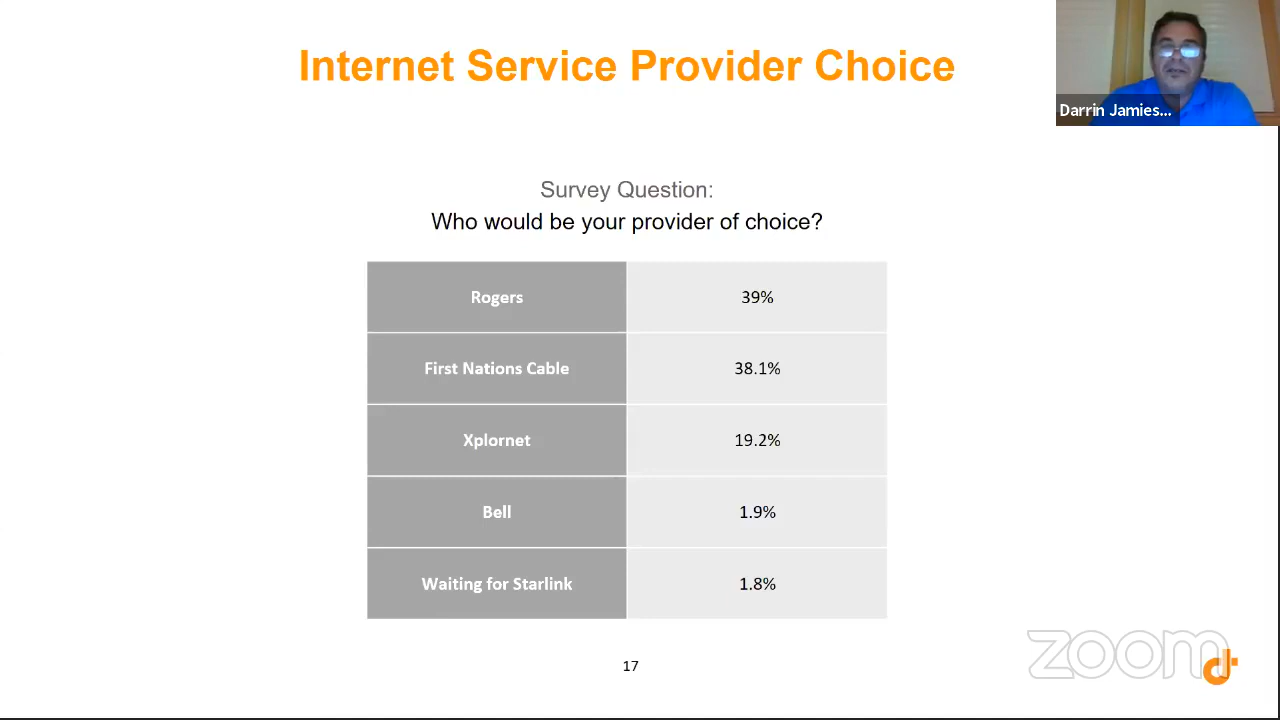 Internet Service Provider Choice
Darrin Jamies...
Survey Question:
Who would be your provider of choice?
Rogers 39%
First Nations Cable 38.1%
Xplornet 19.2%
Bell 1.9%
Waiting for Starlink 1.8%
17
zoom